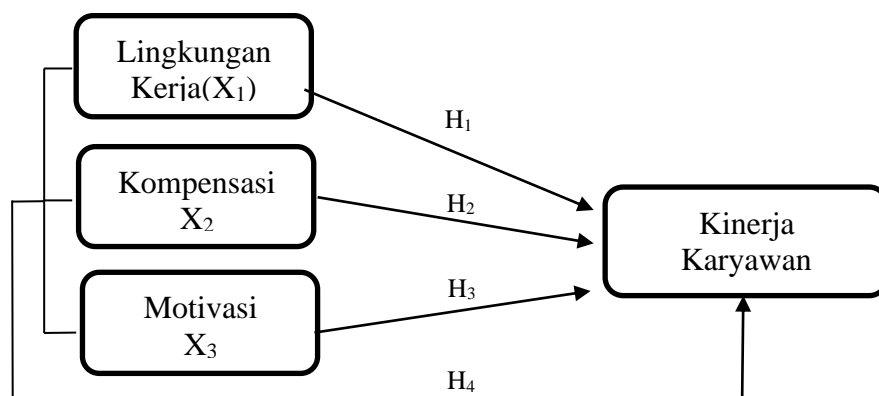 Lingkungan
Kerja(X₁)
H₁
Kompensasi
X₂
H₂
Kinerja
Karyawan
Motivasi
X₃
H₃
H₄